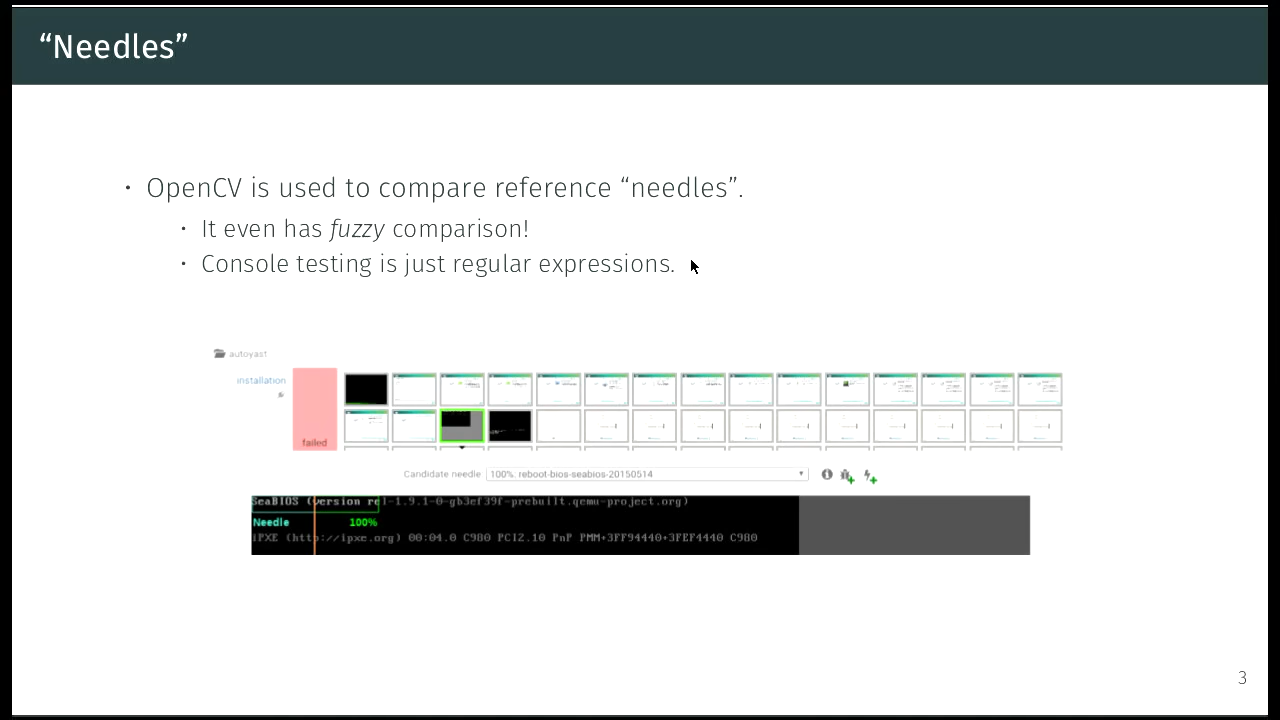 “Needles”
• OpenCV is used to compare reference “needles”.
• It even has fuzzy comparison!
• Console testing is just regular expressions.
autoyast
installation
failed
Candidate needle 100%: reboot-bios-seabios-20150514
SeaBIOS (version rel-1.9.1-0-gb3ef39f-prebuilt.qemu-project.org)
Needle 100%
iPXE (http://ipxe.org) 00:04.0 C980 PCI2.10 PnP PMM+3FF94440+3FEF4440 C980
3